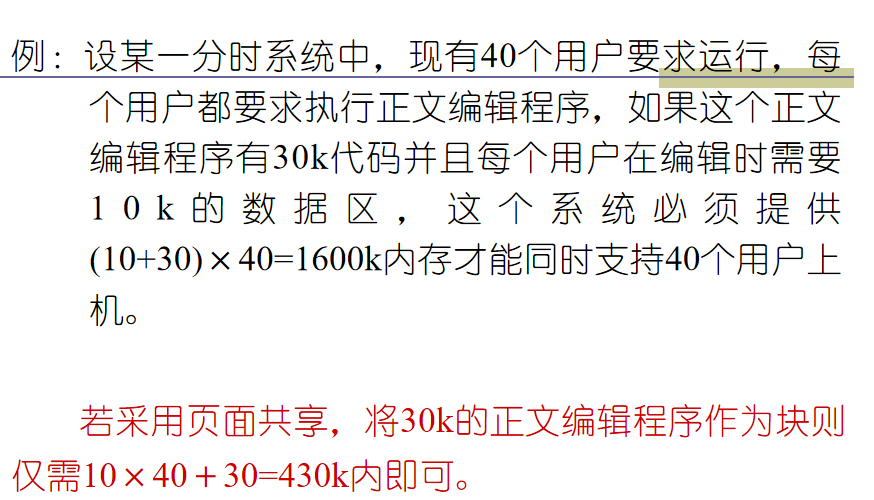 例：设某一分时系统中，现有40个用户要求运行，每
个用户都要求执行正文编辑程序，如果这个正文
编辑程序有30k代码并且每个用户在编辑时需要
10k的数据区，这个系统必须提供
(10+30)×40=1600k内存才能同时支持40个用户上
机。
若采用页面共享，将30k的正文编辑程序作为块则
仅需10×40＋30=430k内即可。